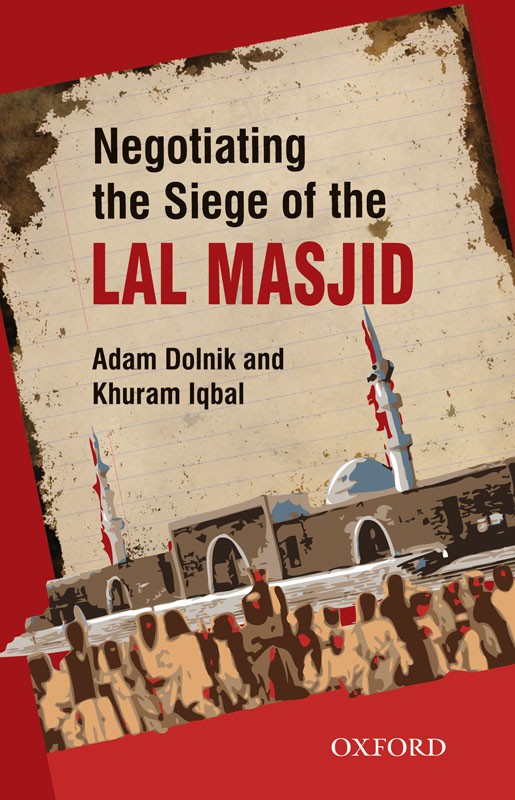 Negotiating
the Siege of the
LAL MASJID
Adam Dolnik and
Khuram Iqbal
OXFORD